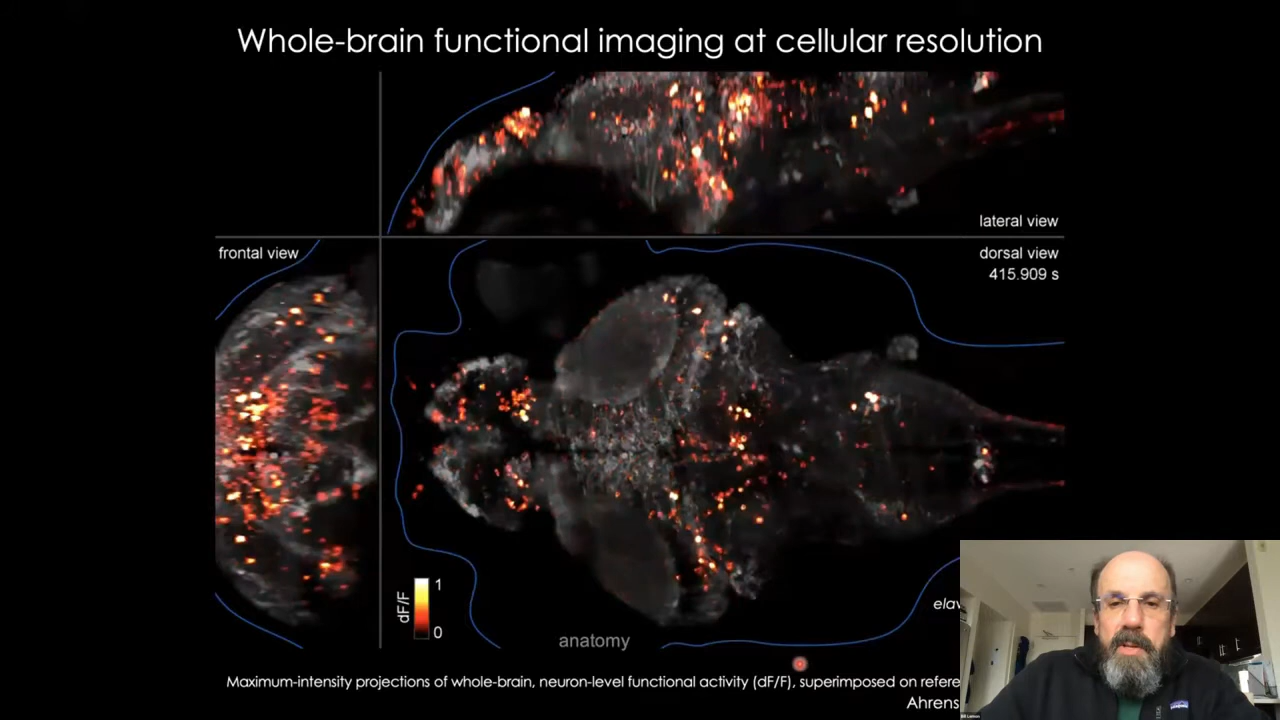 Whole-brain functional imaging at cellular resolution
lateral view
frontal view
dorsal view
415.909 s
dF/F
1
0
elav
anatomy
Maximum-intensity projections of whole-brain, neuron-level functional activity (dF/F), superimposed on refere
Ahrens